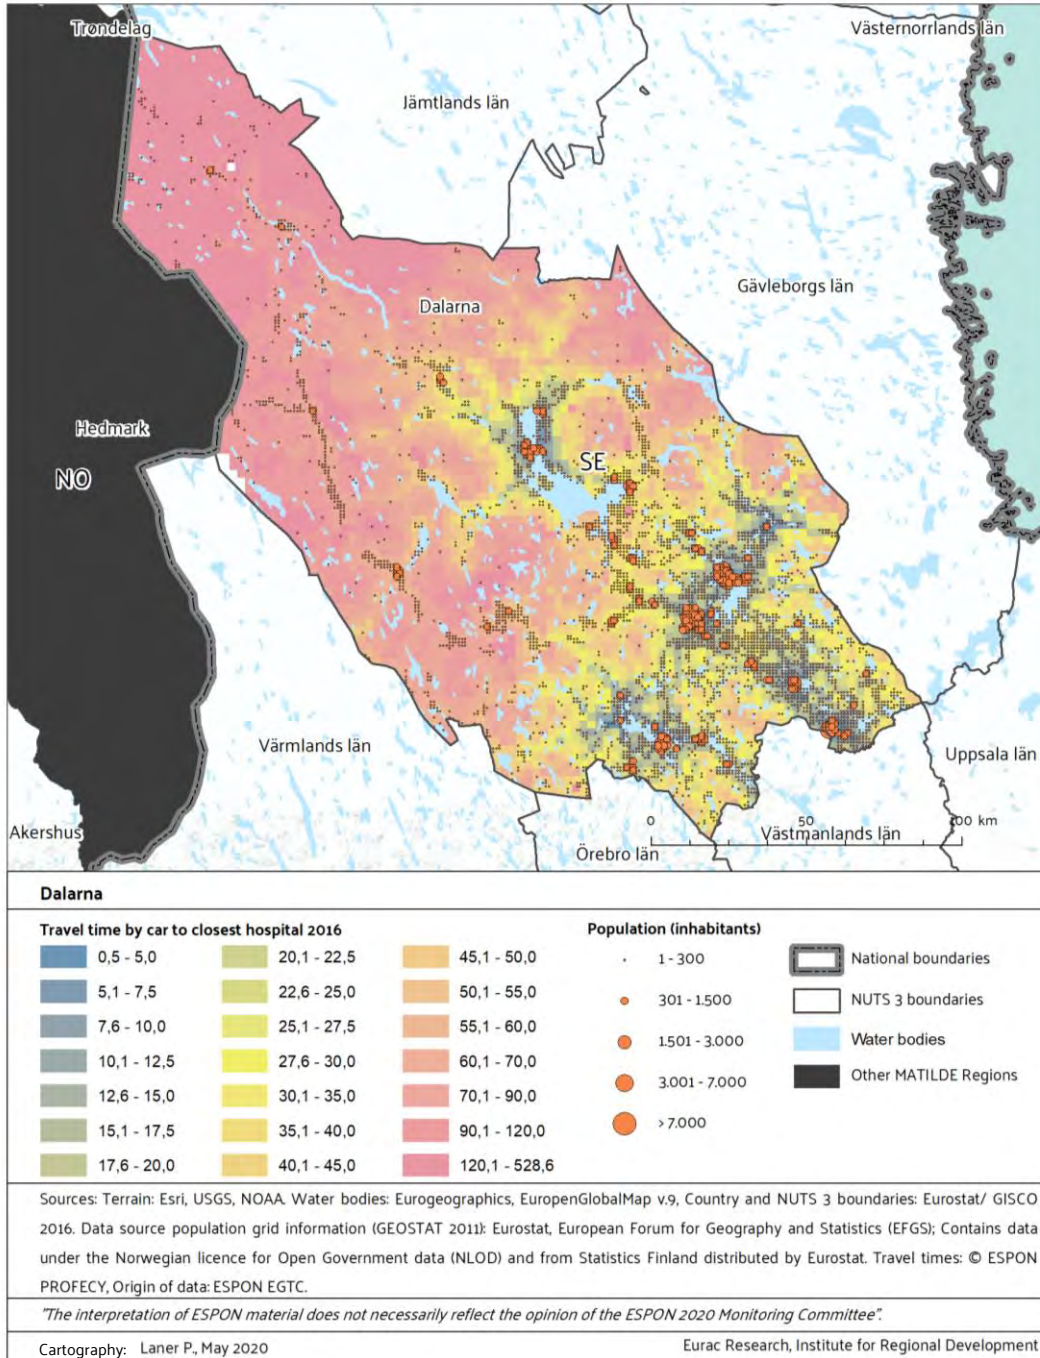 Trøndelag
Västernorrlands län
Jämtlands län
Gävleborgs län
Dalarna
Hedmark
NO
SE
Värmlands län
Uppsala län
Akershus
0
50
00 km
Västmanlands län
Örebro län
Dalarna
Travel time by car to closest hospital 2016
0,5 - 5,0
5,1 - 7,5
7,6 - 10,0
10,1 - 12,5
12,6 - 15,0
15,1 - 17,5
17,6 - 20,0
20,1 - 22,5
22,6 - 25,0
25,1 - 27,5
27,6 - 30,0
30,1 - 35,0
35,1 - 40,0
40,1 - 45,0
45,1 - 50,0
50,1 - 55,0
55,1 - 60,0
60,1 - 70,0
70,1 - 90,0
90,1 - 120,0
120,1 - 528,6
Population (inhabitants)
1 - 300
301 - 1.500
1.501 - 3.000
3.001 - 7.000
> 7.000
National boundaries
NUTS 3 boundaries
Water bodies
Other MATILDE Regions
Sources: Terrain: Esri, USGS, NOAA. Water bodies: Eurogeographics, EuropenGlobalMap v.9, Country and NUTS 3 boundaries: Eurostat/ GISCO
2016. Data source population grid information (GEOSTAT 2011): Eurostat, European Forum for Geography and Statistics (EFGS); Contains data
under the Norwegian licence for Open Government data (NLOD) and from Statistics Finland distributed by Eurostat. Travel times: © ESPON
PROFECY, Origin of data: ESPON EGTC.
"The interpretation of ESPON material does not necessarily reflect the opinion of the ESPON 2020 Monitoring Committee".
Cartography: Laner P., May 2020
Eurac Research, Institute for Regional Development